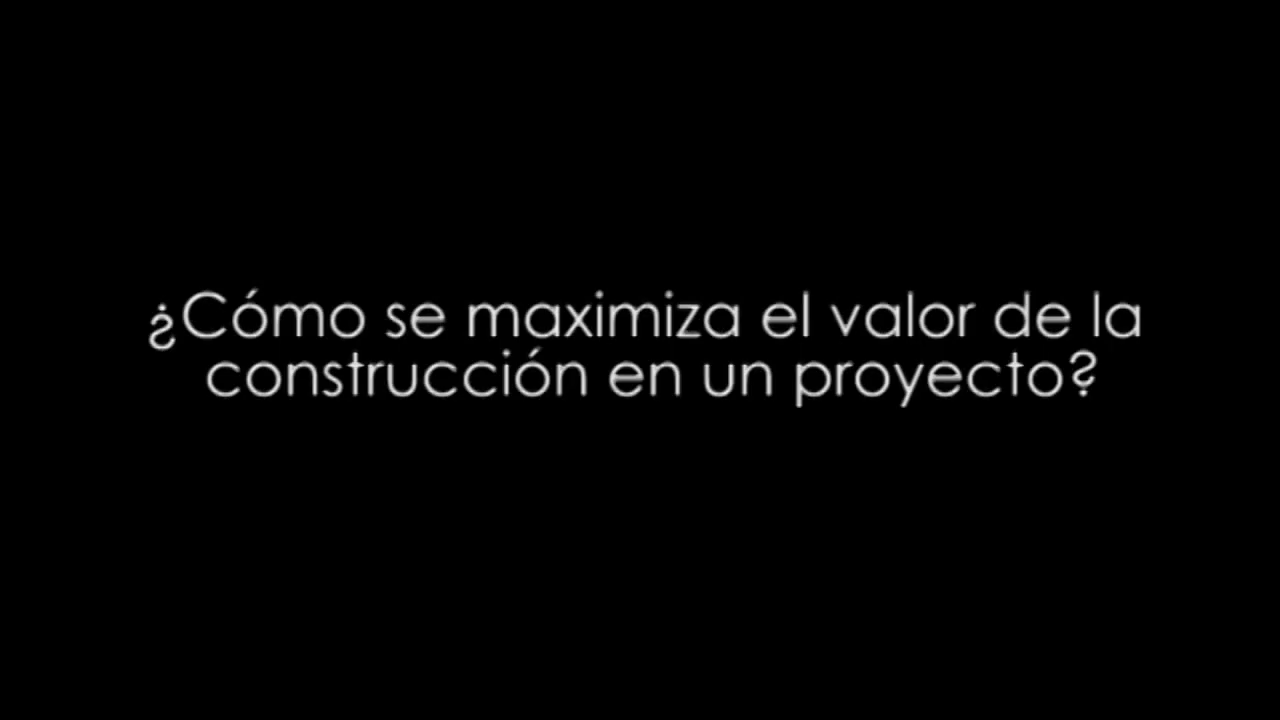 ¿Cómo se maximiza el valor de la
construcción en un proyecto?